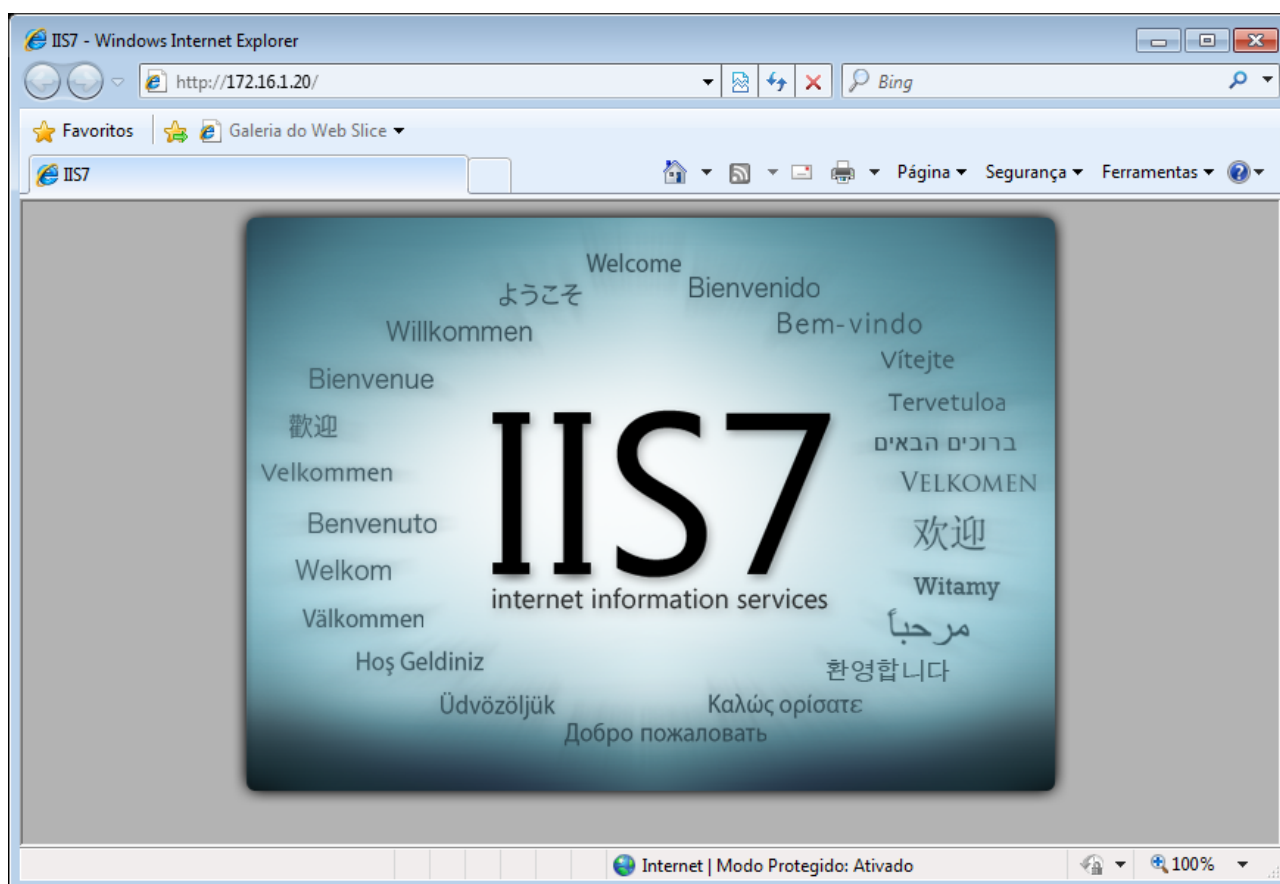 IIS7 - Windows Internet Explorer
http://172.16.1.20/
Bing
Favoritos
Galeria do Web Slice
IIS7
Página
Segurança
Ferramentas
Welcome
ようこそ
Bienvenido
Willkommen
Bem-vindo
Vítejte
Bienvenue
Tervetuloa
歡迎
ברוכים הבאים
Velkommen
VELKOMEN
IIS7
internet information services
Benvenuto
欢迎
Welkom
Witamy
Välkommen
مرحباً
Hoş Geldiniz
환영합니다
Üdvözöljük
Καλώς ορίσατε
Добро пожаловать
Internet | Modo Protegido: Ativado
100%